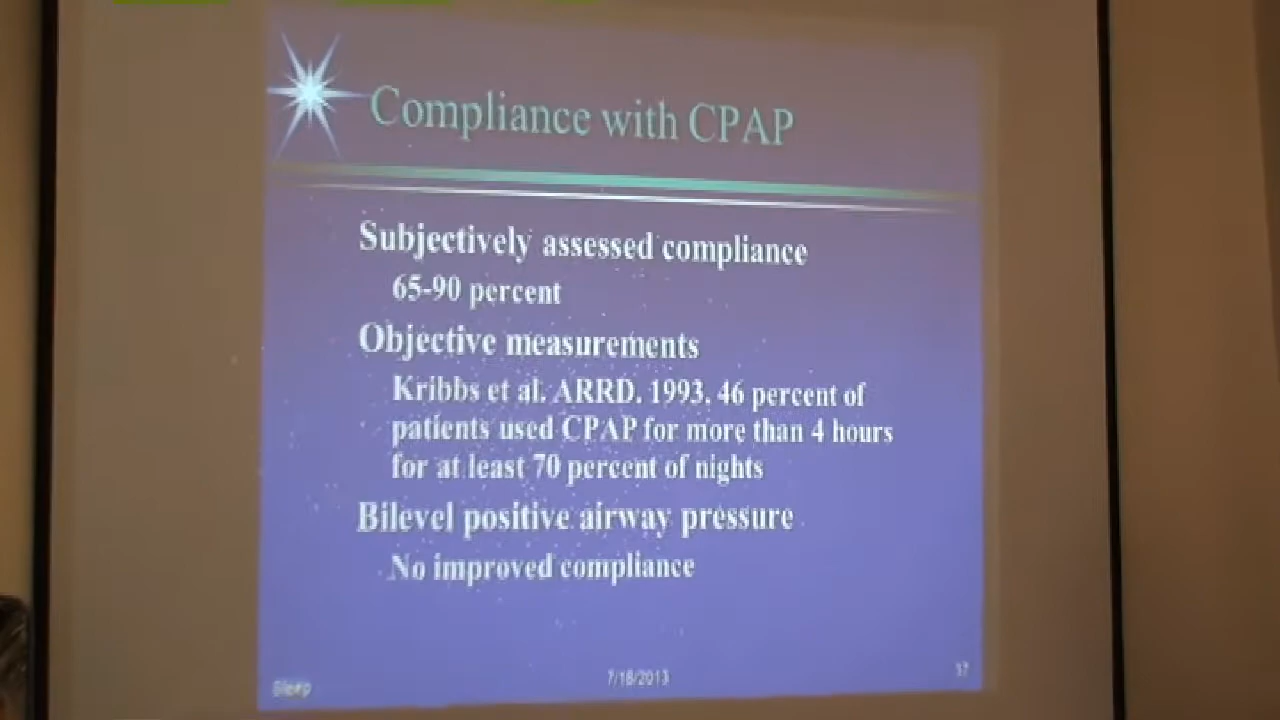 Compliance with CPAP
Subjectively assessed compliance
65-90 percent
Objective measurements
Kribbs et al. ARRD. 1993. 46 percent of
patients used CPAP for more than 4 hours
for at least 70 percent of nights
Bilevel positive airway pressure
No improved compliance
Sleep
7/18/2013
17